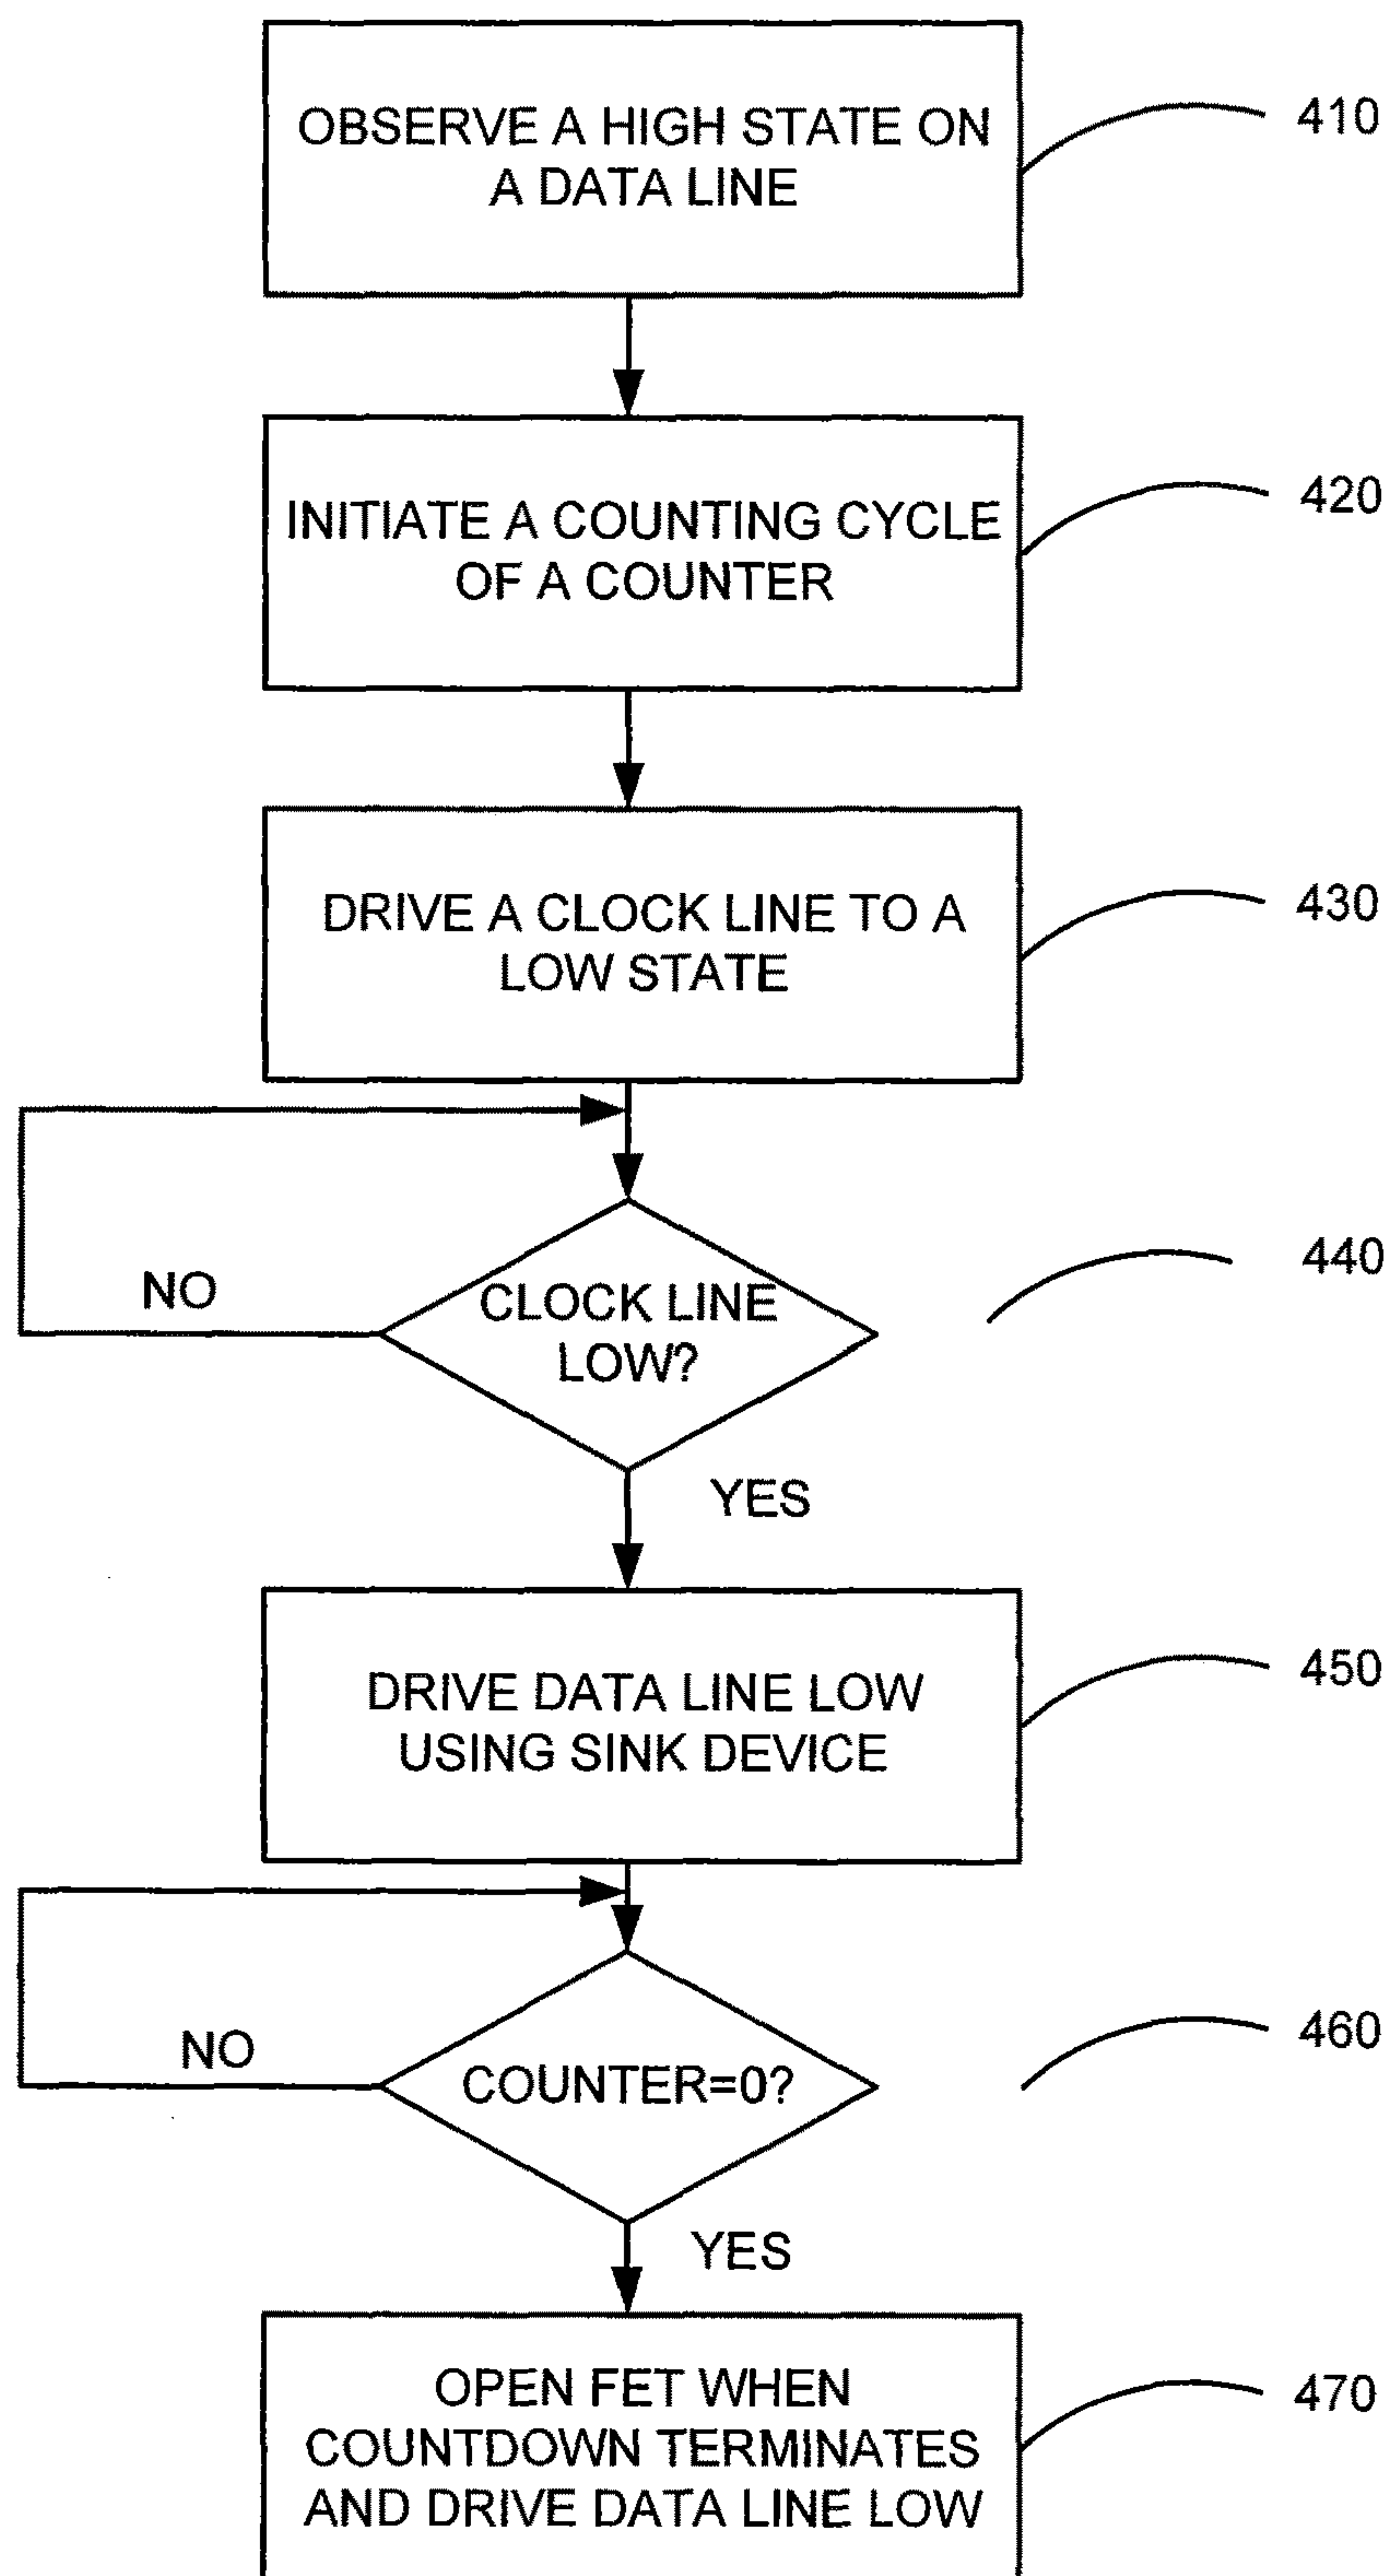 OBSERVE A HIGH STATE ON
A DATA LINE
410
INITIATE A COUNTING CYCLE
OF A COUNTER
420
DRIVE A CLOCK LINE TO A
LOW STATE
430
CLOCK LINE
LOW?
440
NO
YES
DRIVE DATA LINE LOW
USING SINK DEVICE
450
COUNTER=0?
460
NO
YES
OPEN FET WHEN
COUNTDOWN TERMINATES
AND DRIVE DATA LINE LOW
470